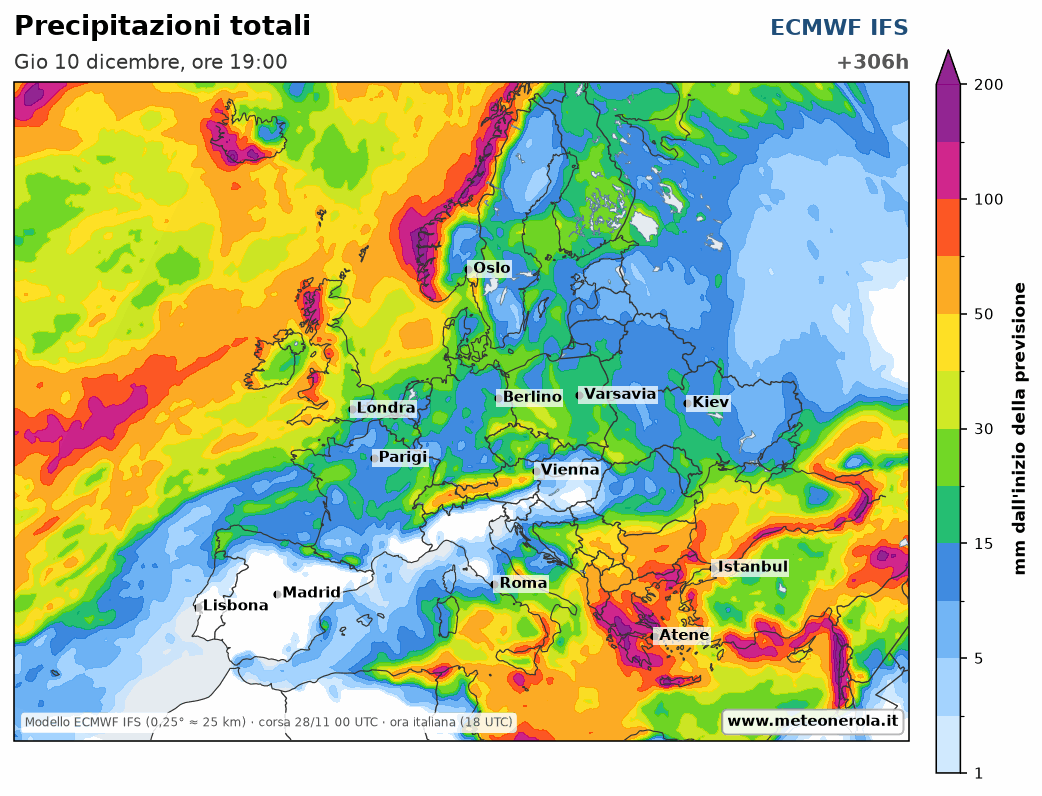 Precipitazioni totali
ECMWF IFS
Gio 10 dicembre, ore 19:00
+306h
200
100
50
30
15
5
1
mm dall'inizio della previsione
Oslo
Londra
Berlino
Varsavia
Kiev
Parigi
Vienna
Istanbul
Roma
Madrid
Lisbona
Atene
Modello ECMWF IFS (0,25° ≈ 25 km) · corsa 28/11 00 UTC · ora italiana (18 UTC)
www.meteonerola.it